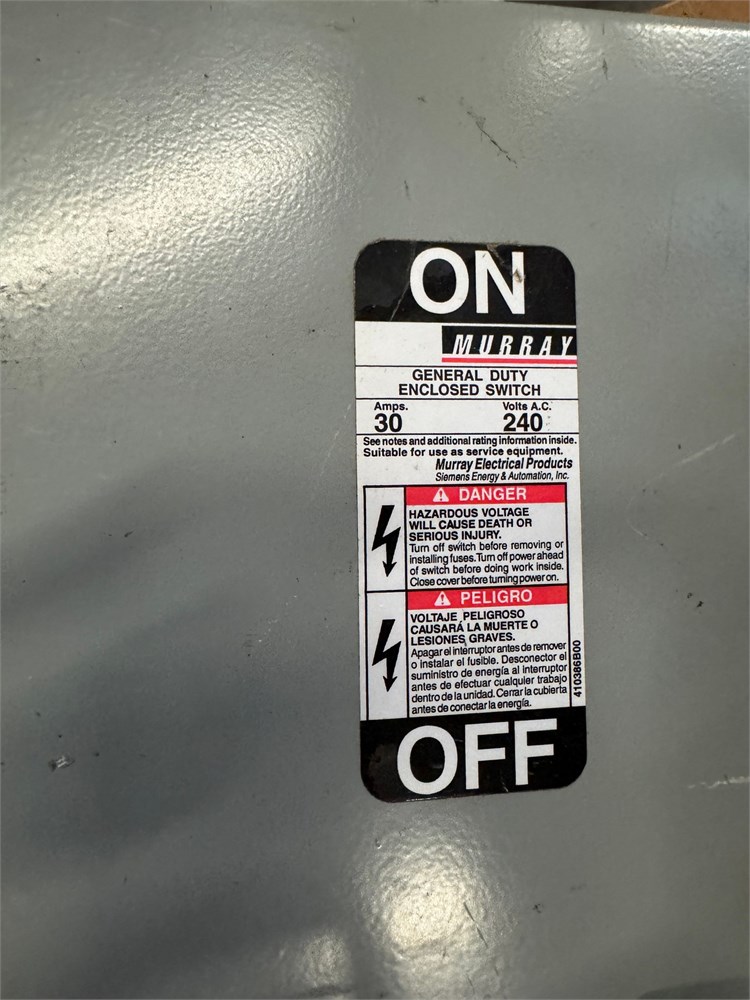 ON
MURRAY
GENERAL DUTY
ENCLOSED SWITCH
Amps. Volts A.C.
30 240
See notes and additional rating information inside.
Suitable for use as service equipment.
Murray Electrical Products
Siemens Energy & Automation, Inc.
DANGER
HAZARDOUS VOLTAGE
WILL CAUSE DEATH OR
SERIOUS INJURY.
Turn off switch before removing or
installing fuses. Turn off power ahead
of switch before doing work inside.
Close cover before turning power on.
PELIGRO
VOLTAJE PELIGROSO
CAUSARÁ LA MUERTE O
LESIONES GRAVES.
Apagar el interruptor antes de remover
o instalar el fusible. Desconector el
suministro de energía al interruptor
antes de efectuar cualquier trabajo
dentro de la unidad. Cerrar la cubierta
antes de conectar la energía.
410386B00
OFF